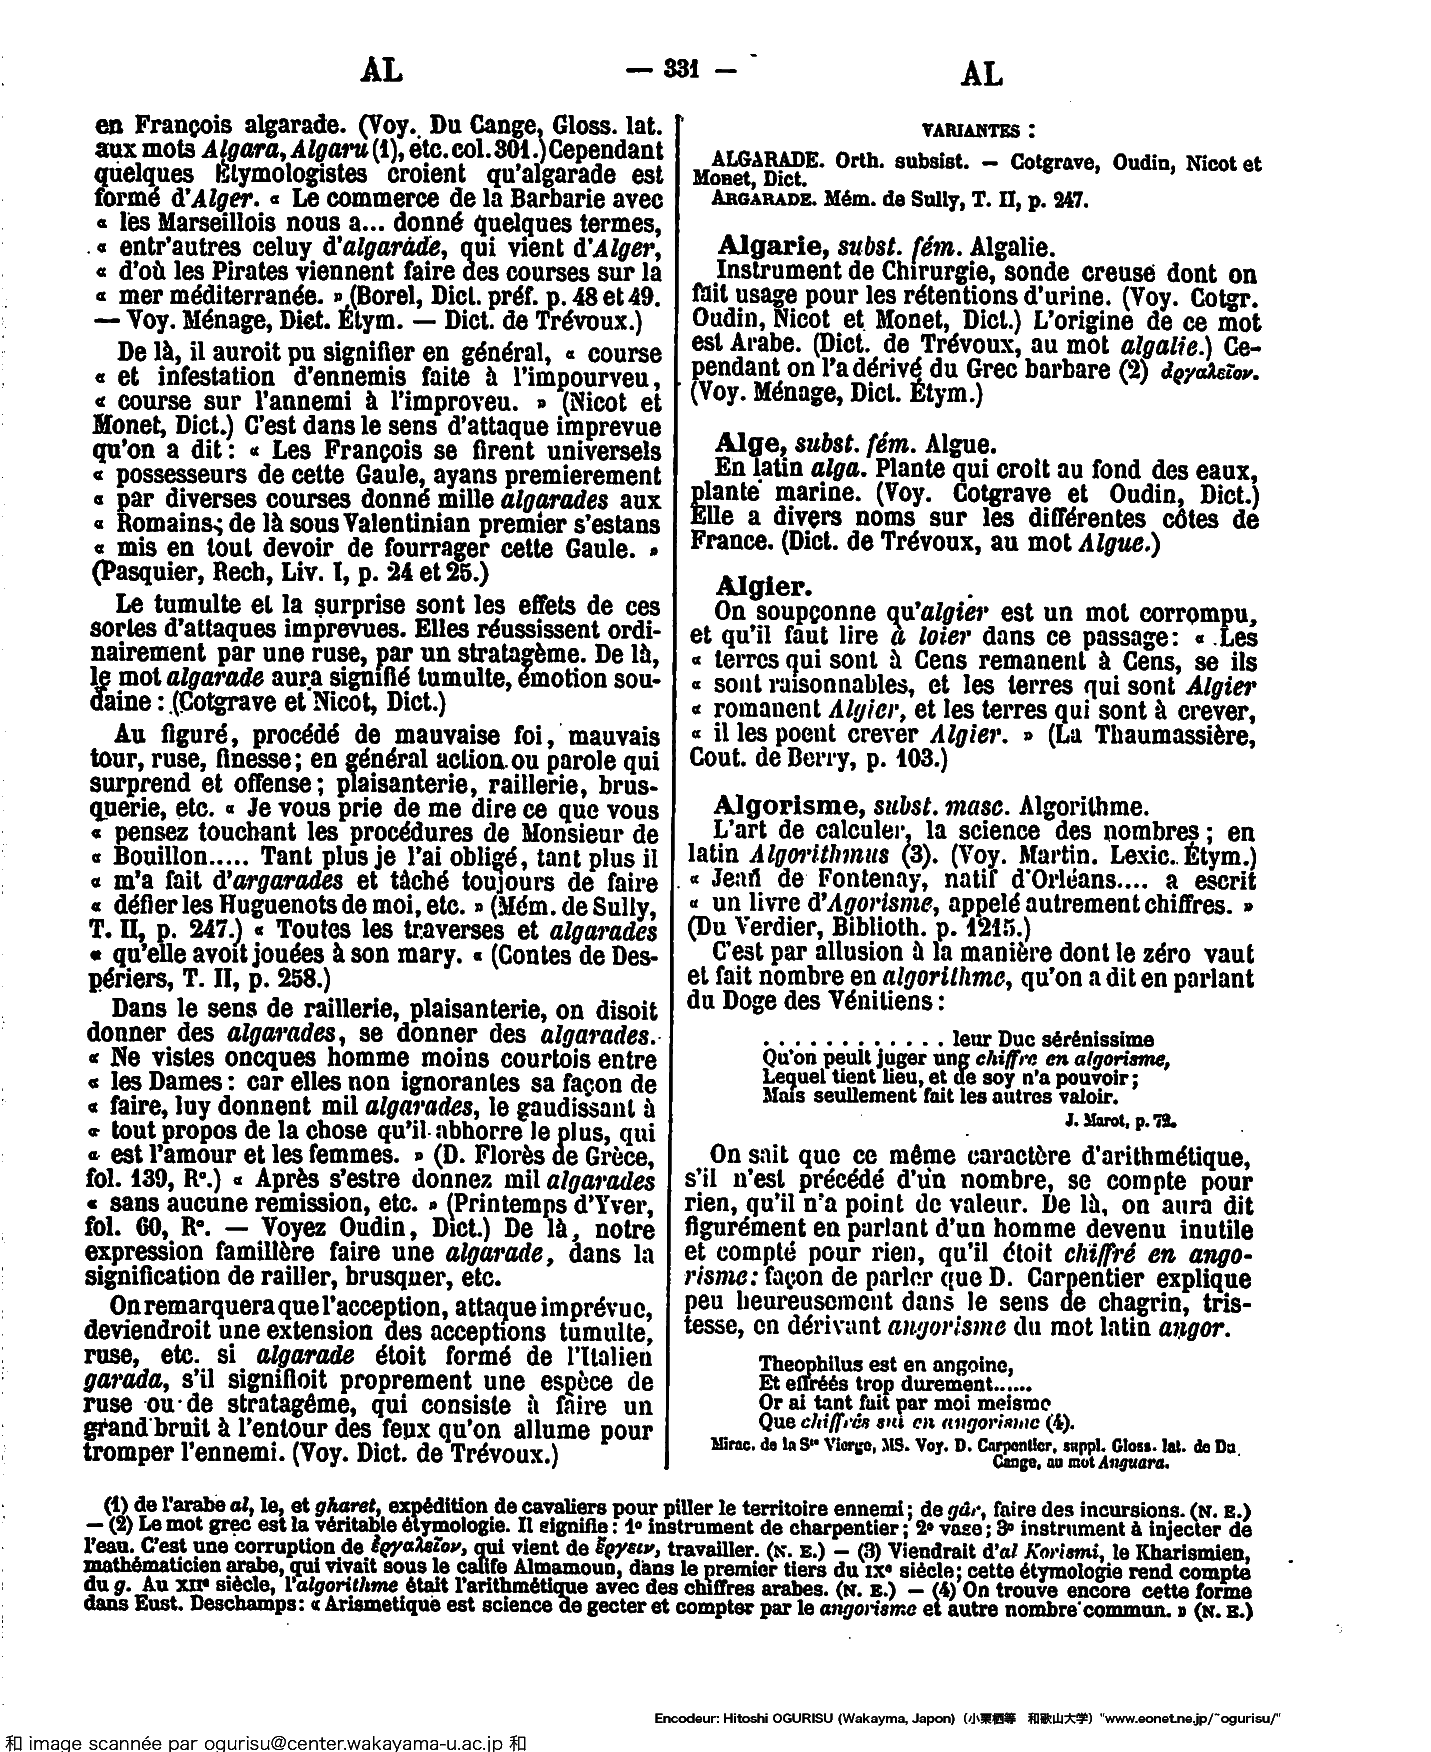 AL
— 331 —
AL
en François algarade. (Voy. Du Cange, Gloss. lat.
aux mots Algara, Algaru (1), etc. col. 301.) Cependant
quelques Étymologistes croient qu'algarade est
formé d'Alger. « Le commerce de la Barbarie avec
« les Marseillois nous a... donné quelques termes,
« entr'autres celuy d'algarade, qui vient d'Alger,
« d'où les Pirates viennent faire des courses sur la
« mer méditerranée. » (Borel, Dict. préf. p. 48 et 49.
— Voy. Ménage, Dict. Étym. — Dict. de Trévoux.)
De là, il auroit pu signifier en général, « course
« et infestation d'ennemis faite à l'impourveu,
« course sur l'annemi à l'improveu. » (Nicot et
Monet, Dict.) C'est dans le sens d'attaque imprevue
qu'on a dit : « Les François se firent universels
« possesseurs de cette Gaule, ayans premierement
« par diverses courses donné mille algarades aux
« Romains; de là sous Valentinian premier s'estans
« mis en tout devoir de fourrager cette Gaule. »
(Pasquier, Rech, Liv. I, p. 24 et 25.)
Le tumulte et la surprise sont les effets de ces
sortes d'attaques imprevues. Elles réussissent ordi-
nairement par une ruse, par un stratagème. De là,
le mot algarade aura signifié tumulte, émotion sou-
daine : (Cotgrave et Nicot, Dict.)
Au figuré, procédé de mauvaise foi, mauvais
tour, ruse, finesse ; en général action ou parole qui
surprend et offense ; plaisanterie, raillerie, brus-
querie, etc. « Je vous prie de me dire ce que vous
« pensez touchant les procédures de Monsieur de
« Bouillon..... Tant plus je l'ai obligé, tant plus il
« m'a fait d'argarades et tâché toujours de faire
« défier les Huguenots de moi, etc. » (Mém. de Sully,
T. II, p. 247.) « Toutes les traverses et algarades
« qu'elle avoit jouées à son mary. « (Contes de Des-
périers, T. II, p. 258.)
Dans le sens de raillerie, plaisanterie, on disoit
donner des algarades, se donner des algarades.
« Ne vistes oncques homme moins courtois entre
« les Dames : car elles non ignorantes sa façon de
« faire, luy donnent mil algarades, le gaudissant à
« tout propos de la chose qu'il abhorre le plus, qui
« est l'amour et les femmes. » (D. Florès de Grèce,
fol. 139, R°.) « Après s'estre donnez mil algarades
« sans aucune remission, etc. » (Printemps d'Yver,
fol. 60, R°. — Voyez Oudin, Dict.) De là, notre
expression familière faire une algarade, dans la
signification de railler, brusquer, etc.
On remarquera que l'acception, attaque imprévue,
deviendroit une extension des acceptions tumulte,
ruse, etc. si algarade étoit formé de l'Italien
garada, s'il signifioit proprement une espèce de
ruse ou de stratagême, qui consiste à faire un
grand bruit à l'entour des feux qu'on allume pour
tromper l'ennemi. (Voy. Dict. de Trévoux.)
VARIANTES :
ALGARADE. Orth. subsist. — Cotgrave, Oudin, Nicot et
Monet, Dict.
ARGARADE. Mém. de Sully, T. II, p. 247.
Algarie, subst. fém. Algalie.
Instrument de Chirurgie, sonde creuse dont on
fait usage pour les rétentions d'urine. (Voy. Cotgr.
Oudin, Nicot et Monet, Dict.) L'origine de ce mot
est Arabe. (Dict. de Trévoux, au mot algalie.) Ce-
pendant on l'a dérivé du Grec barbare (2) ἀργαλεῖον.
(Voy. Ménage, Dict. Étym.)
Alge, subst. fém. Algue.
En latin alga. Plante qui croit au fond des eaux,
plante marine. (Voy. Cotgrave et Oudin, Dict.)
Elle a divers noms sur les différentes côtes de
France. (Dict. de Trévoux, au mot Algue.)
Algier.
On soupçonne qu'algier est un mot corrompu,
et qu'il faut lire à loier dans ce passage : « Les
« terres qui sont à Cens remanent à Cens, se ils
« sont raisonnables, et les terres qui sont Algier
« romanent Algier, et les terres qui sont à crever,
« il les poent crever Algier. » (La Thaumassière,
Cout. de Berry, p. 103.)
Algorisme, subst. masc. Algorithme.
L'art de calculer, la science des nombres ; en
latin Algorithmus (3). (Voy. Martin. Lexic. Étym.)
« Jean de Fontenay, natif d'Orléans.... a escrit
« un livre d'Agorisme, appelé autrement chiffres. »
(Du Verdier, Biblioth. p. 1215.)
C'est par allusion à la manière dont le zéro vaut
et fait nombre en algorithme, qu'on a dit en parlant
du Doge des Vénitiens :
. . . . . . . . . . . . leur Duc sérénissime
Qu'on peult juger ung chiffre en algorisme,
Lequel tient lieu, et de soy n'a pouvoir ;
Mais seullement fait les autres valoir.
J. Marot, p. 72.
On sait que ce même caractère d'arithmétique,
s'il n'est précédé d'un nombre, se compte pour
rien, qu'il n'a point de valeur. De là, on aura dit
figurément en parlant d'un homme devenu inutile
et compté pour rien, qu'il étoit chiffré en ango-
risme : façon de parler que D. Carpentier explique
peu heureusement dans le sens de chagrin, tris-
tesse, en dérivant angorisme du mot latin angor.
Theophilus est en angoine,
Et effréés trop durement......
Or ai tant fait par moi meisme
Que chiffrés sui en angorisme (4).
Mirac. de la Ste Vierge, MS. Voy. D. Carpentier, suppl. Gloss. lat. de Du
Cange, au mot Anguara.
(1) de l'arabe al, le, et gharet, expédition de cavaliers pour piller le territoire ennemi ; de gâr, faire des incursions. (N. E.)
— (2) Le mot grec est la véritable étymologie. Il signifie : 1° instrument de charpentier ; 2° vase ; 3° instrument à injecter de
l'eau. C'est une corruption de ἐργαλεῖον, qui vient de ἔργειν, travailler. (N. E.) — (3) Viendrait d'al Korismi, le Kharismien,
mathématicien arabe, qui vivait sous le calife Almamoun, dans le premier tiers du IXe siècle ; cette étymologie rend compte
du g. Au XIIe siècle, l'algorithme était l'arithmétique avec des chiffres arabes. (N. E.) — (4) On trouve encore cette forme
dans Eust. Deschamps : « Arismetique est science de gecter et compter par le angorisme et autre nombre commun. » (N. E.)
Encodeur: Hitoshi OGURISU (Wakayma, Japon) (小栗栖等 和歌山大学) "www.eonet.ne.jp/~ogurisu/"
和 image scannée par ogurisu@center.wakayama-u.ac.jp 和